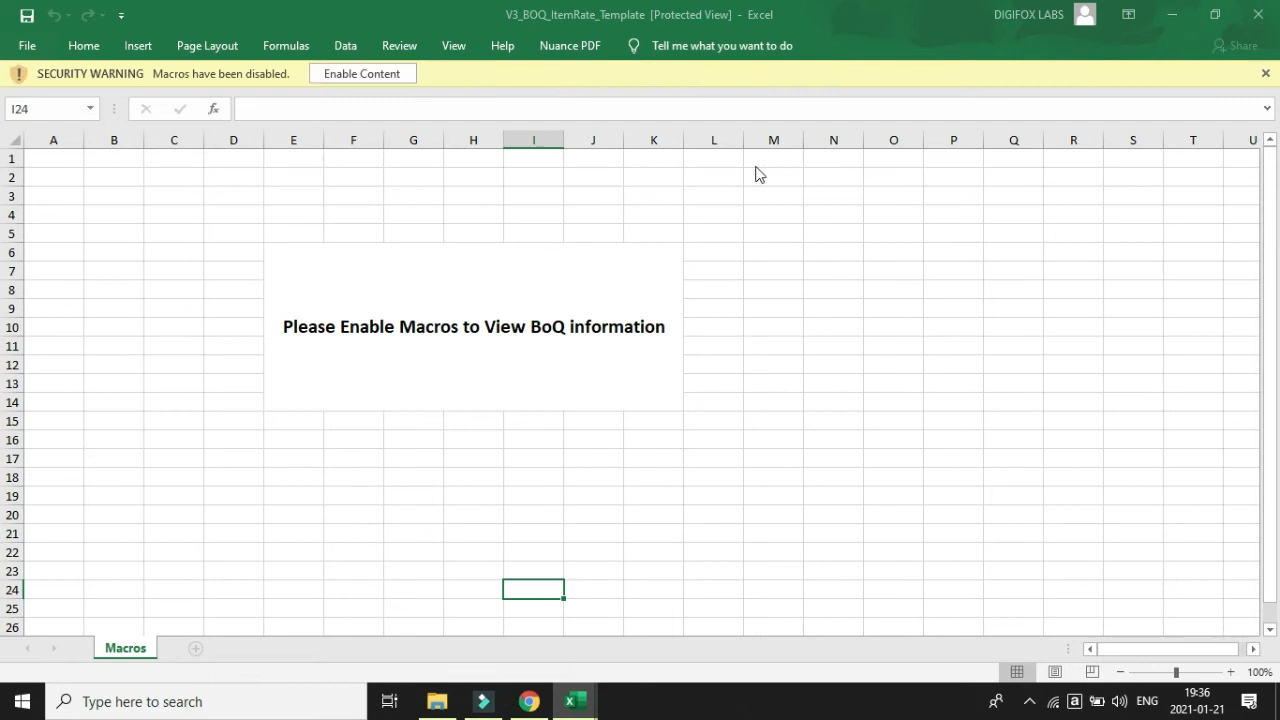 V3_BOQ_ItemRate_Template [Protected View] - Excel
DIGIFOX LABS
File Home Insert Page Layout Formulas Data Review View Help Nuance PDF Tell me what you want to do Share
SECURITY WARNING Macros have been disabled. Enable Content
I24 fx
A B C D E F G H I J K L M N O P Q R S T U
1
2
3
4
5
6
7
8
9
Please Enable Macros to View BoQ information
10
11
12
13
14
15
16
17
18
19
20
21
22
23
24
25
26
Macros
100%
Type here to search
a
ENG
19:36
2021-01-21